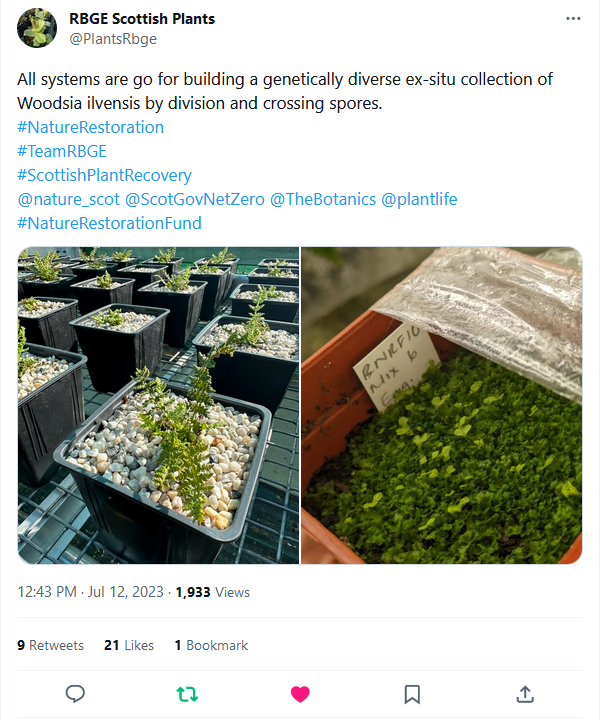 RBGE Scottish Plants
@PlantsRbge
All systems are go for building a genetically diverse ex-situ collection of
Woodsia ilvensis by division and crossing spores.
#NatureRestoration
#TeamRBGE
#ScottishPlantRecovery
@nature_scot @ScotGovNetZero @TheBotanics @plantlife
#NatureRestorationFund
MIX 6
Eng.
12:43 PM · Jul 12, 2023 · 1,933 Views
9 Retweets 21 Likes 1 Bookmark